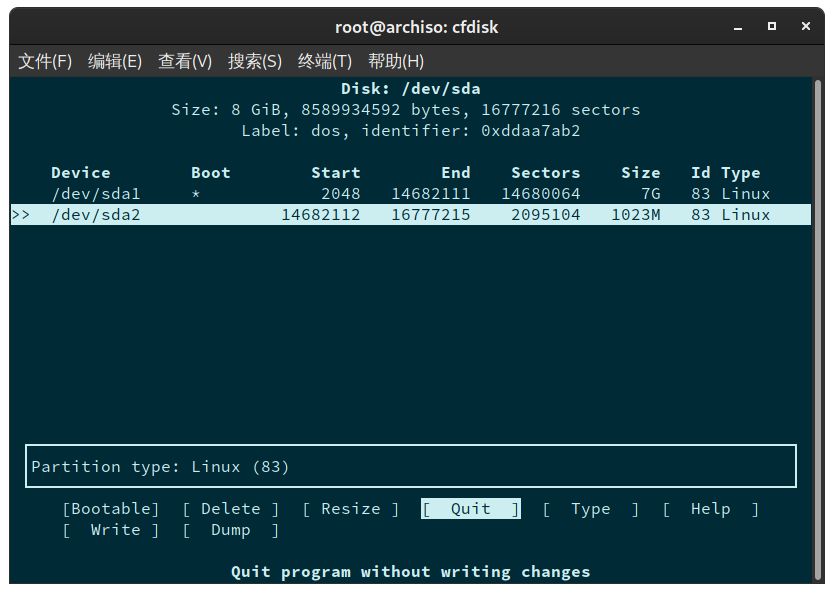 root@archiso: cfdisk
文件(F) 编辑(E) 查看(V) 搜索(S) 终端(T) 帮助(H)
Disk: /dev/sda
Size: 8 GiB, 8589934592 bytes, 16777216 sectors
Label: dos, identifier: 0xddaa7ab2
Device Boot Start End Sectors Size Id Type
/dev/sda1 * 2048 14682111 14680064 7G 83 Linux
>> /dev/sda2 14682112 16777215 2095104 1023M 83 Linux
Partition type: Linux (83)
[Bootable] [ Delete ] [ Resize ] [ Quit ] [ Type ] [ Help ]
[ Write ] [ Dump ]
Quit program without writing changes